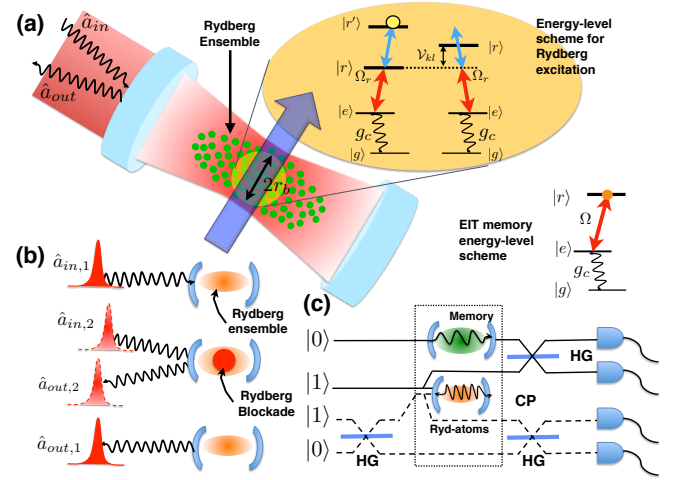 (a)
â_in
â_out
Rydberg
Ensemble
2r_b
|r'⟩
|r⟩
Ω_r
|e⟩
g_c
|g⟩
𝒱_kl
|r⟩
Ω_r
|e⟩
g_c
|g⟩
Energy-level
scheme for
Rydberg
excitation
EIT memory
energy-level
scheme
|r⟩
Ω
|e⟩
g_c
|g⟩
(b)
â_in,1
Rydberg
ensemble
â_in,2
â_out,2
Rydberg
Blockade
â_out,1
(c)
|0⟩
Memory
HG
|1⟩
CP
|1⟩
Ryd-atoms
|0⟩
HG
HG